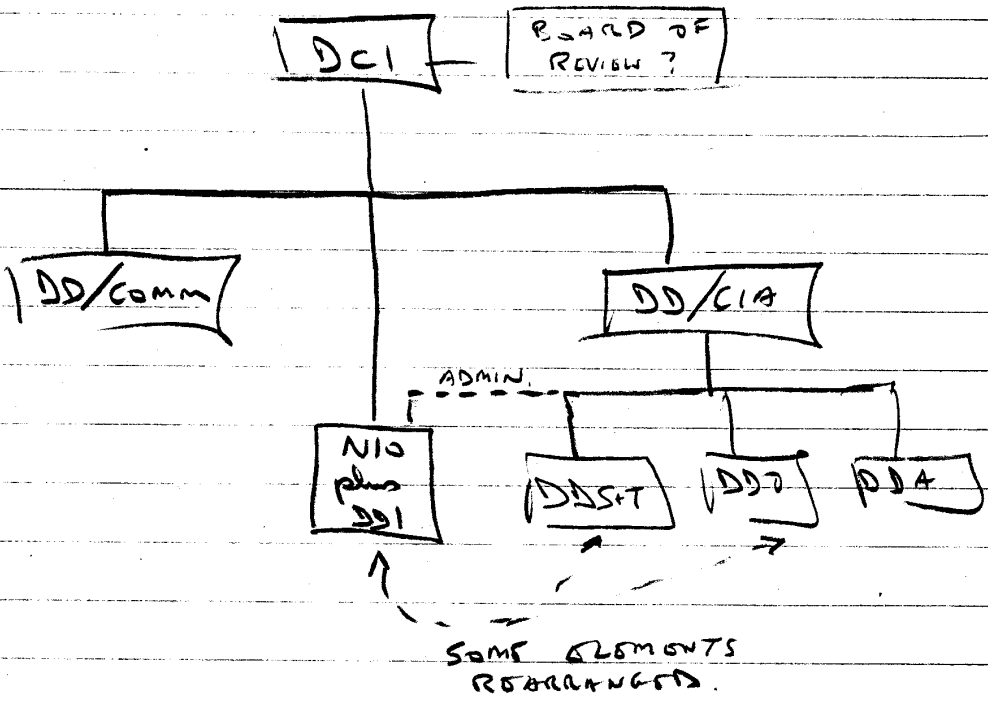 DCI
BOARD OF
REVIEW ?
DD/COMM
DD/CIA
ADMIN.
NIO
plus
DDI
DDS+T
DDO
DDA
SOME ELEMENTS
REARRANGED.